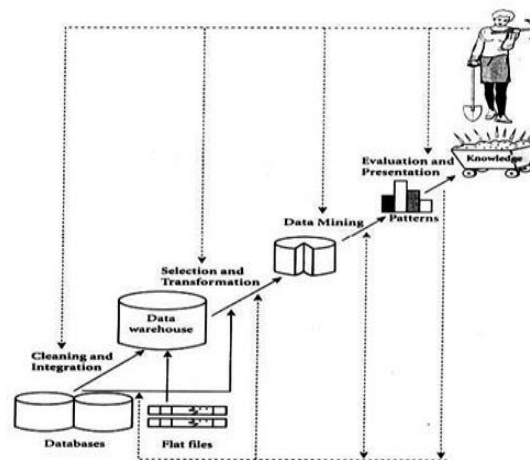 Evaluation and
Presentation
Knowledge
Patterns
Data Mining
Selection and
Transformation
Data
warehouse
Cleaning and
Integration
Databases
Flat files